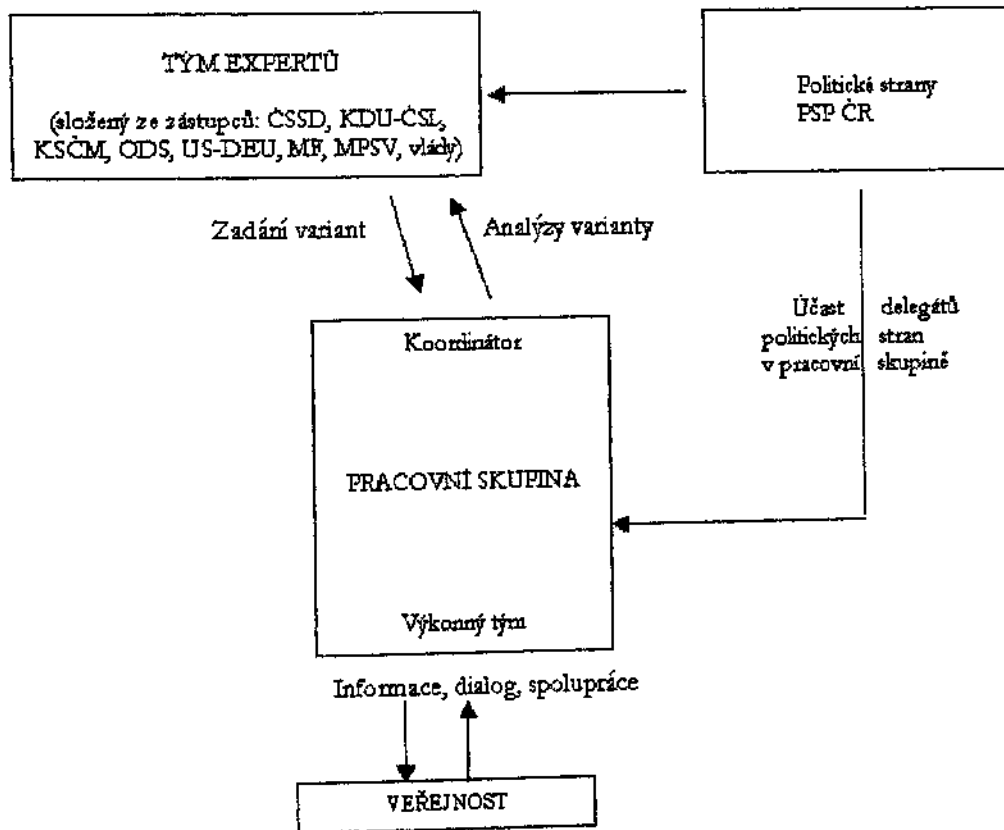 TÝM EXPERTŮ
(složený ze zástupců: ČSSD, KDU-ČSL,
KSČM, ODS, US-DEU, MF, MPSV, vlády)
Politické strany
PSP ČR
Zadání variant
Analýzy varianty
Účast delegátů
politických stran
v pracovní skupině
Koordinátor
PRACOVNÍ SKUPINA
Výkonný tým
Informace, dialog, spolupráce
VEŘEJNOST